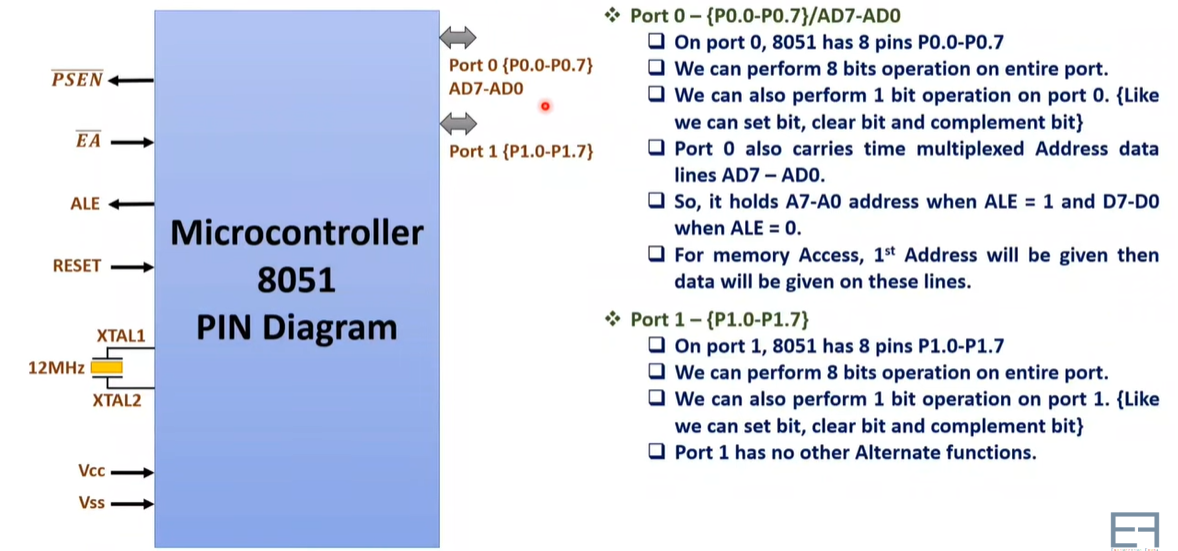 PSEN
EA
ALE
RESET
XTAL1
12MHz
XTAL2
Vcc
Vss
Microcontroller
8051
PIN Diagram
Port 0 {P0.0-P0.7}
AD7-AD0
Port 1 {P1.0-P1.7}
❖ Port 0 – {P0.0-P0.7}/AD7-AD0
❑ On port 0, 8051 has 8 pins P0.0-P0.7
❑ We can perform 8 bits operation on entire port.
❑ We can also perform 1 bit operation on port 0. {Like
we can set bit, clear bit and complement bit}
❑ Port 0 also carries time multiplexed Address data
lines AD7 – AD0.
❑ So, it holds A7-A0 address when ALE = 1 and D7-D0
when ALE = 0.
❑ For memory Access, 1st Address will be given then
data will be given on these lines.
❖ Port 1 – {P1.0-P1.7}
❑ On port 1, 8051 has 8 pins P1.0-P1.7
❑ We can perform 8 bits operation on entire port.
❑ We can also perform 1 bit operation on port 1. {Like
we can set bit, clear bit and complement bit}
❑ Port 1 has no other Alternate functions.
EF